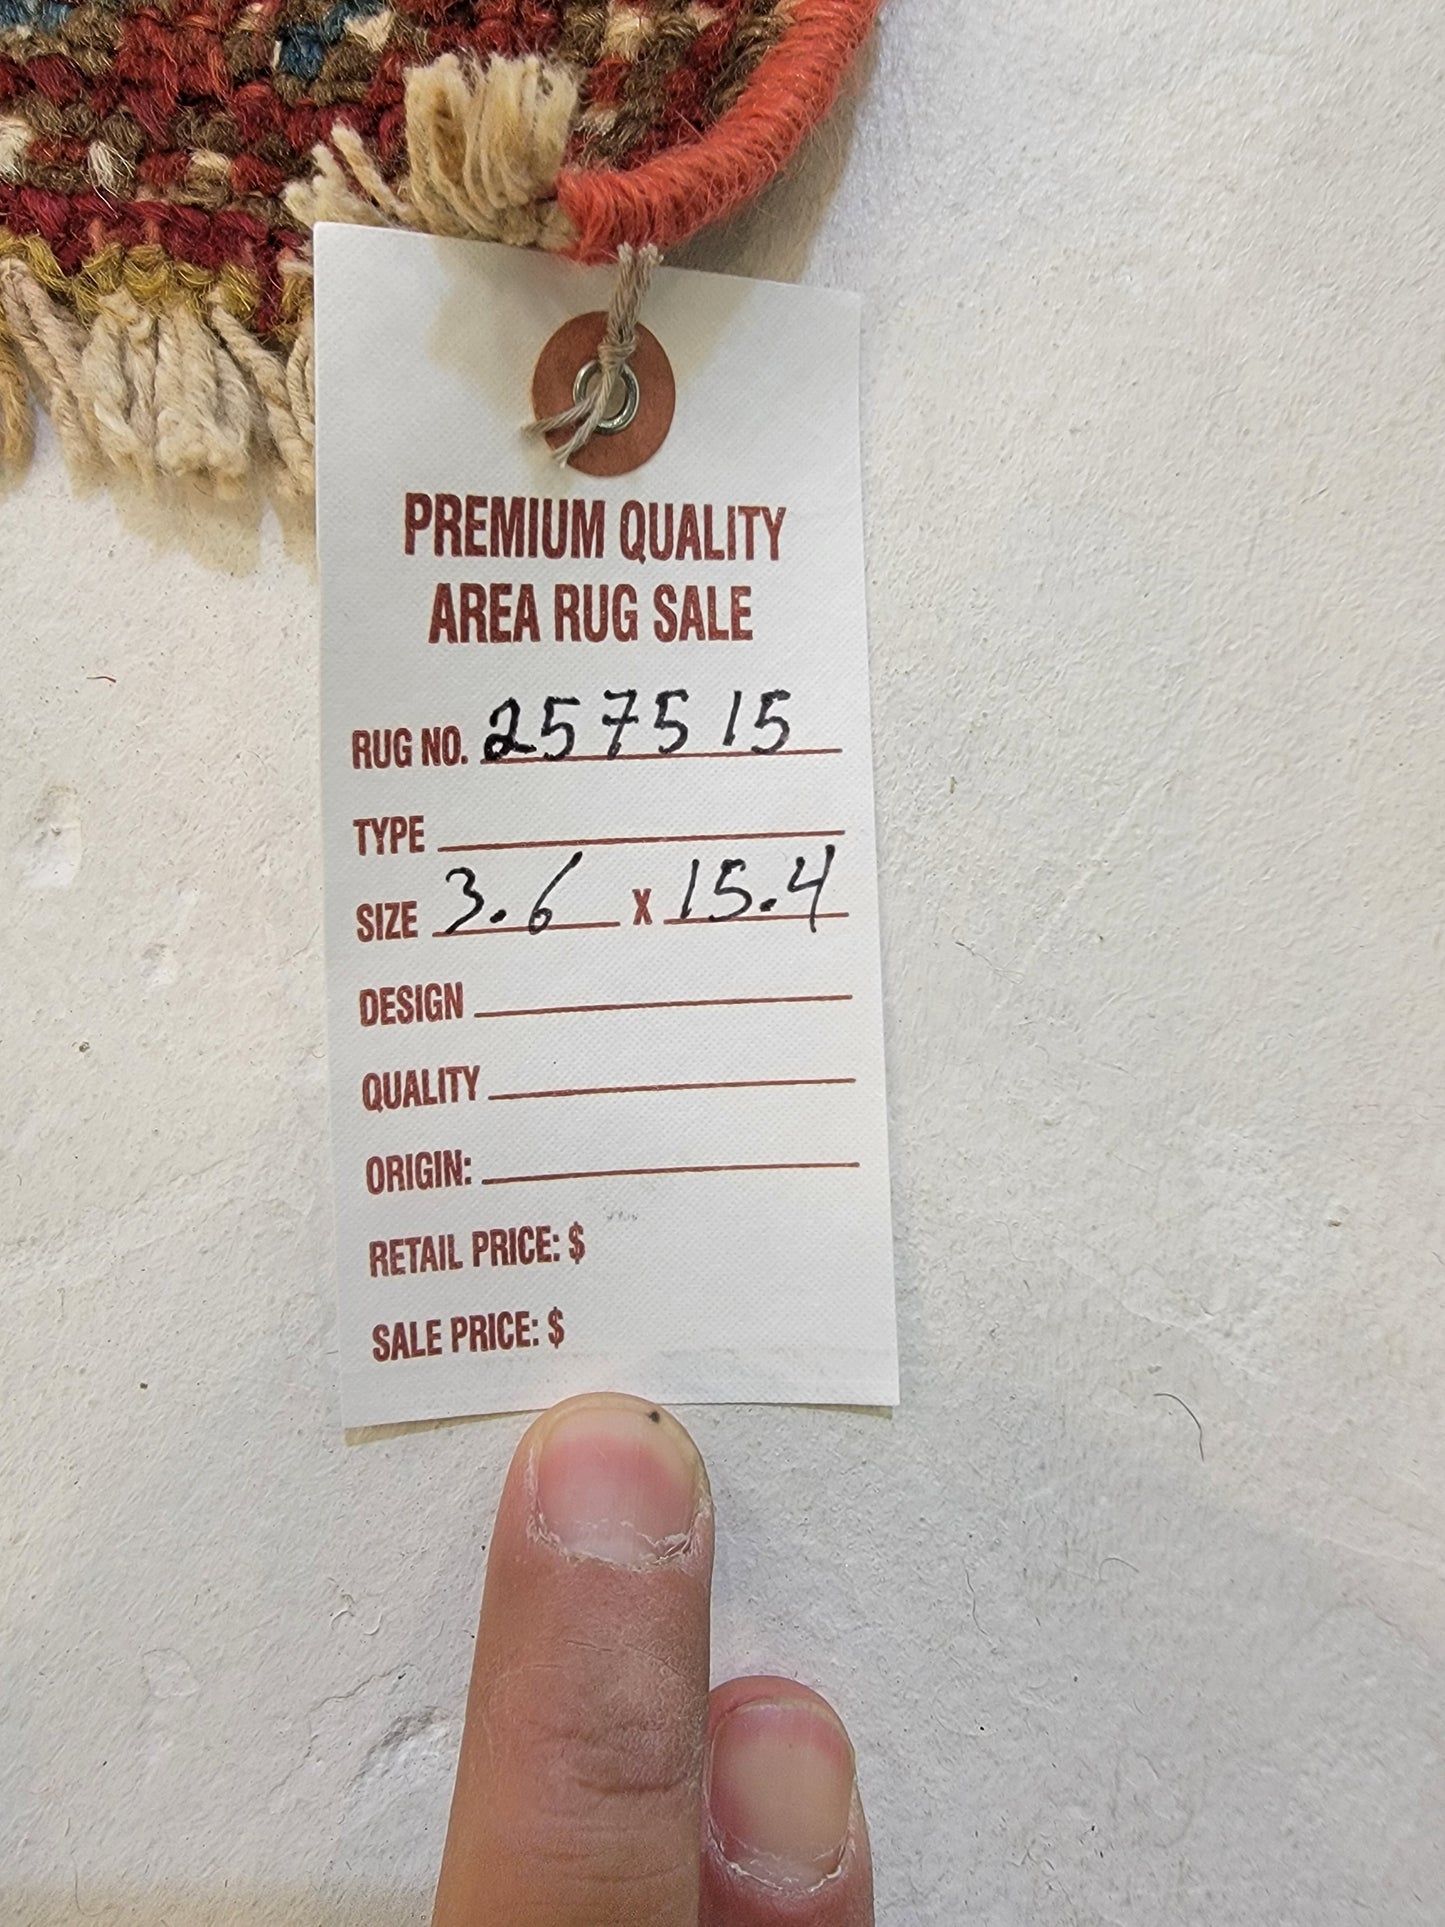 PREMIUM QUALITY
AREA RUG SALE
RUG NO. 257515
TYPE
SIZE 3.6 X 15.4
DESIGN
QUALITY
ORIGIN:
RETAIL PRICE: $
SALE PRICE: $